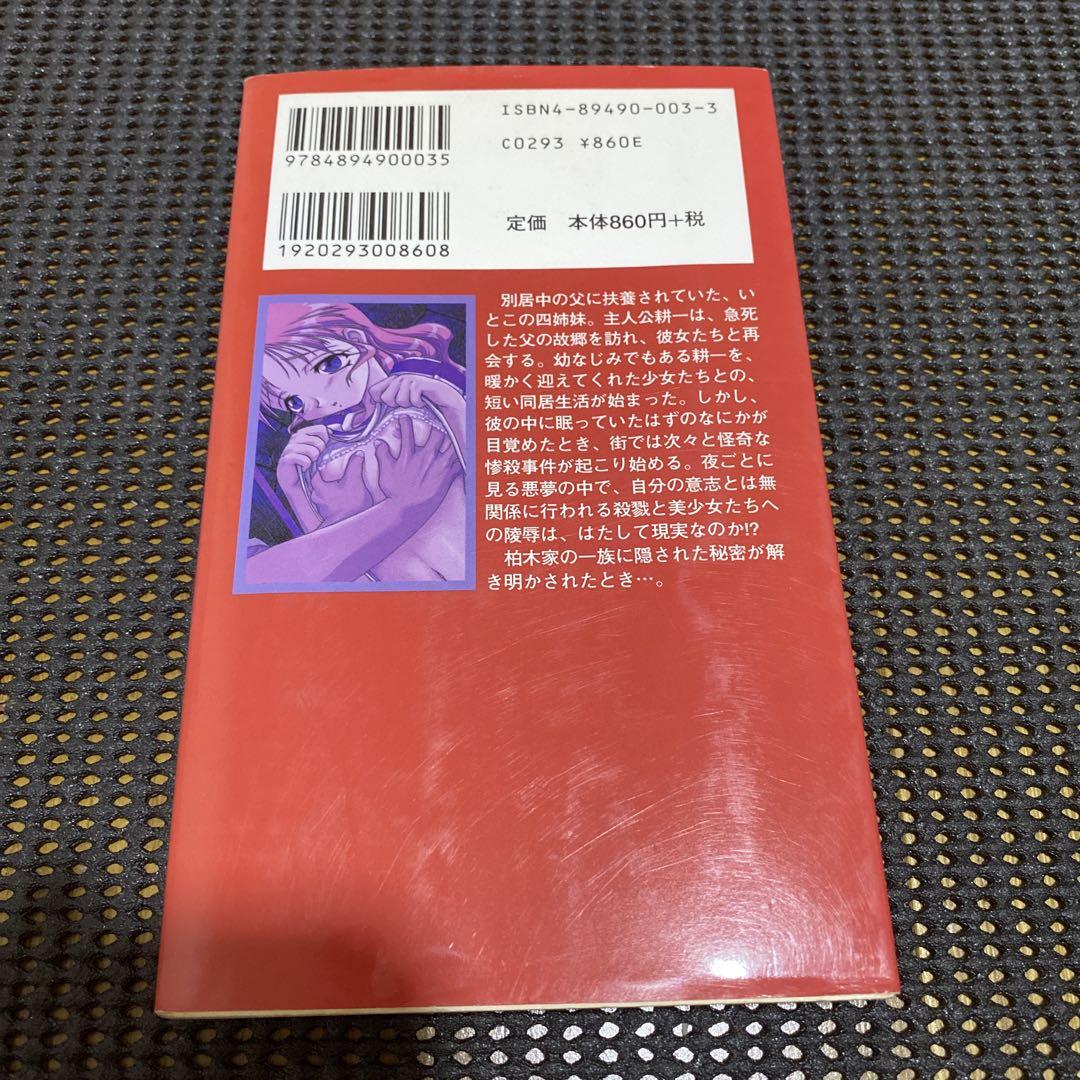 ISBN4-89490-003-3
C0293 ¥860E
9784894900035
定価 本体860円+税
1920293008608
別居中の父に扶養されていた、い
とこの四姉妹。主人公耕一は、急死
した父の故郷を訪れ、彼女たちと再
会する。幼なじみでもある耕一を、
暖かく迎えてくれた少女たちとの、
短い同居生活が始まった。しかし、
彼の中に眠っていたはずのなにかが
目覚めたとき、街では次々と怪奇な
惨殺事件が起こり始める。夜ごとに
見る悪夢の中で、自分の意志とは無
関係に行われる殺戮と美少女たちへ
の陵辱は、はたして現実なのか!?
柏木家の一族に隠された秘密が解
き明かされたとき…。